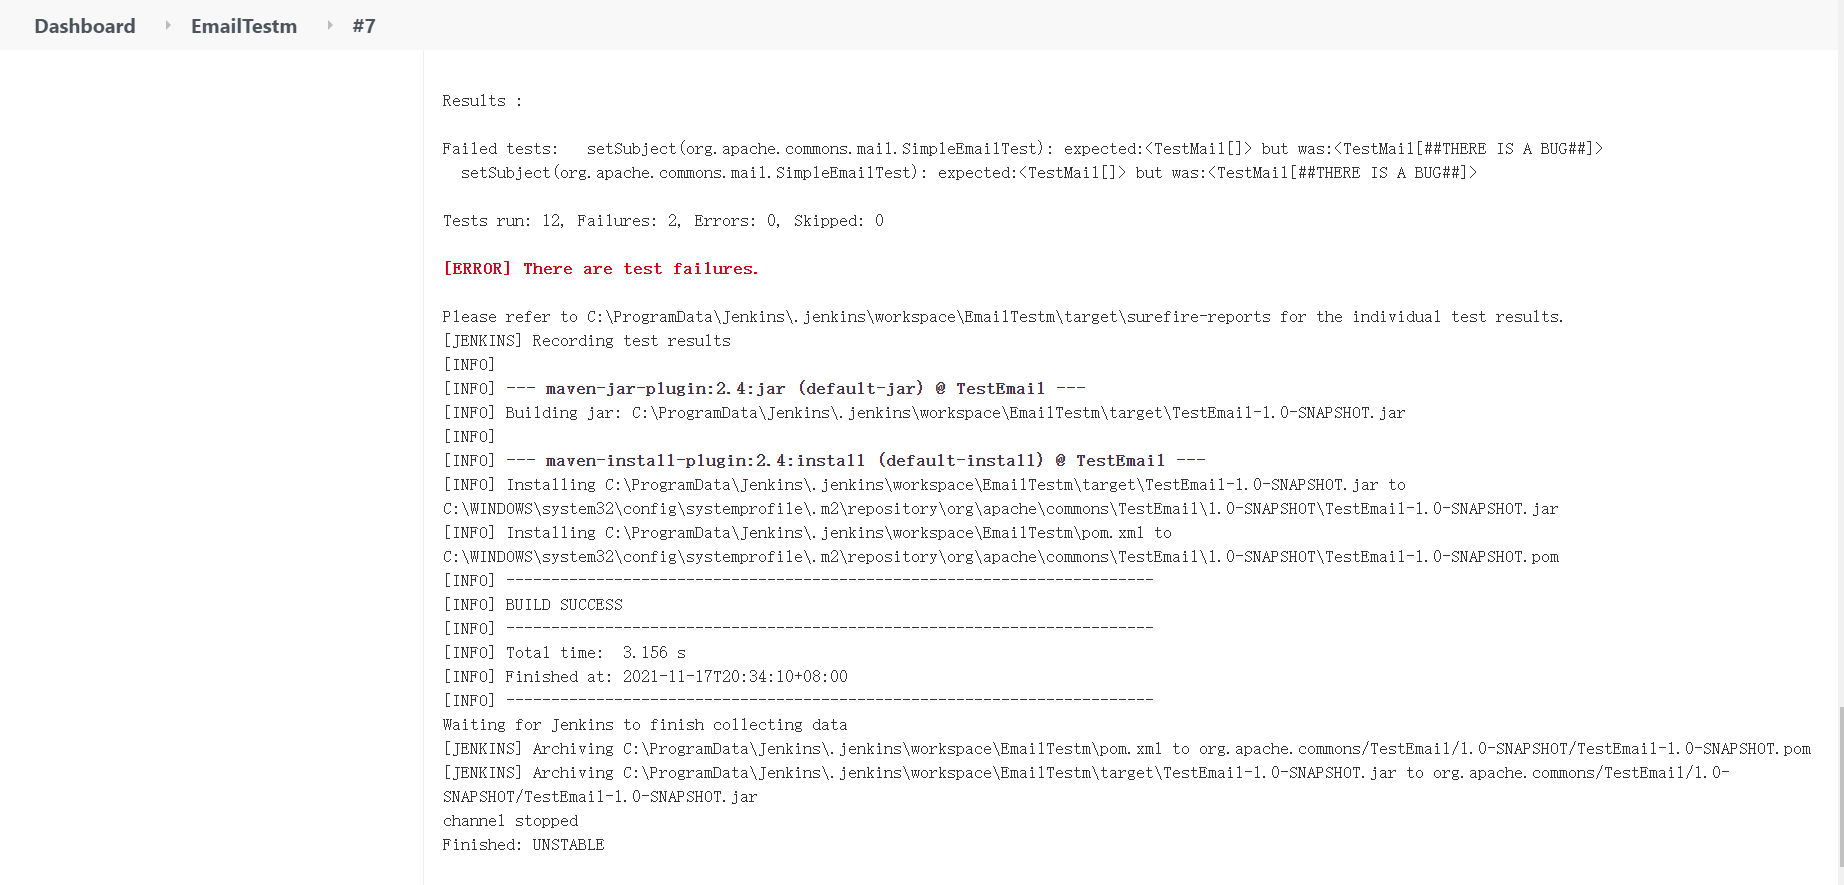 Dashboard EmailTestm #7
Results :
Failed tests:   setSubject(org.apache.commons.mail.SimpleEmailTest): expected:<TestMail[]> but was:<TestMail[##THERE IS A BUG##]>
  setSubject(org.apache.commons.mail.SimpleEmailTest): expected:<TestMail[]> but was:<TestMail[##THERE IS A BUG##]>
Tests run: 12, Failures: 2, Errors: 0, Skipped: 0
[ERROR] There are test failures.
Please refer to C:\ProgramData\Jenkins\.jenkins\workspace\EmailTestm\target\surefire-reports for the individual test results.
[JENKINS] Recording test results
[INFO]
[INFO] --- maven-jar-plugin:2.4:jar (default-jar) @ TestEmail ---
[INFO] Building jar: C:\ProgramData\Jenkins\.jenkins\workspace\EmailTestm\target\TestEmail-1.0-SNAPSHOT.jar
[INFO]
[INFO] --- maven-install-plugin:2.4:install (default-install) @ TestEmail ---
[INFO] Installing C:\ProgramData\Jenkins\.jenkins\workspace\EmailTestm\target\TestEmail-1.0-SNAPSHOT.jar to
C:\WINDOWS\system32\config\systemprofile\.m2\repository\org\apache\commons\TestEmail\1.0-SNAPSHOT\TestEmail-1.0-SNAPSHOT.jar
[INFO] Installing C:\ProgramData\Jenkins\.jenkins\workspace\EmailTestm\pom.xml to
C:\WINDOWS\system32\config\systemprofile\.m2\repository\org\apache\commons\TestEmail\1.0-SNAPSHOT\TestEmail-1.0-SNAPSHOT.pom
[INFO] ------------------------------------------------------------------------
[INFO] BUILD SUCCESS
[INFO] ------------------------------------------------------------------------
[INFO] Total time:  3.156 s
[INFO] Finished at: 2021-11-17T20:34:10+08:00
[INFO] ------------------------------------------------------------------------
Waiting for Jenkins to finish collecting data
[JENKINS] Archiving C:\ProgramData\Jenkins\.jenkins\workspace\EmailTestm\pom.xml to org.apache.commons/TestEmail/1.0-SNAPSHOT/TestEmail-1.0-SNAPSHOT.pom
[JENKINS] Archiving C:\ProgramData\Jenkins\.jenkins\workspace\EmailTestm\target\TestEmail-1.0-SNAPSHOT.jar to org.apache.commons/TestEmail/1.0-
SNAPSHOT/TestEmail-1.0-SNAPSHOT.jar
channel stopped
Finished: UNSTABLE